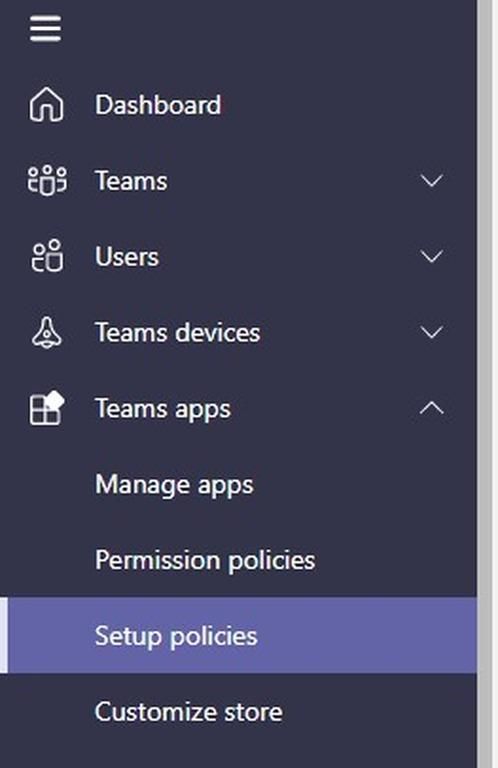 Dashboard
Teams
Users
Teams devices
Teams apps
Manage apps
Permission policies
Setup policies
Customize store